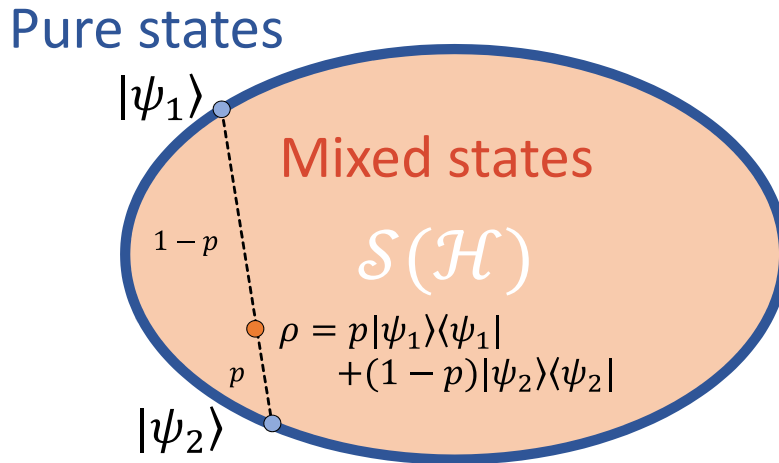 Pure states
|ψ₁⟩
Mixed states
1 − p
𝒮(ℋ)
ρ = p|ψ₁⟩⟨ψ₁|
+(1 − p)|ψ₂⟩⟨ψ₂|
p
|ψ₂⟩